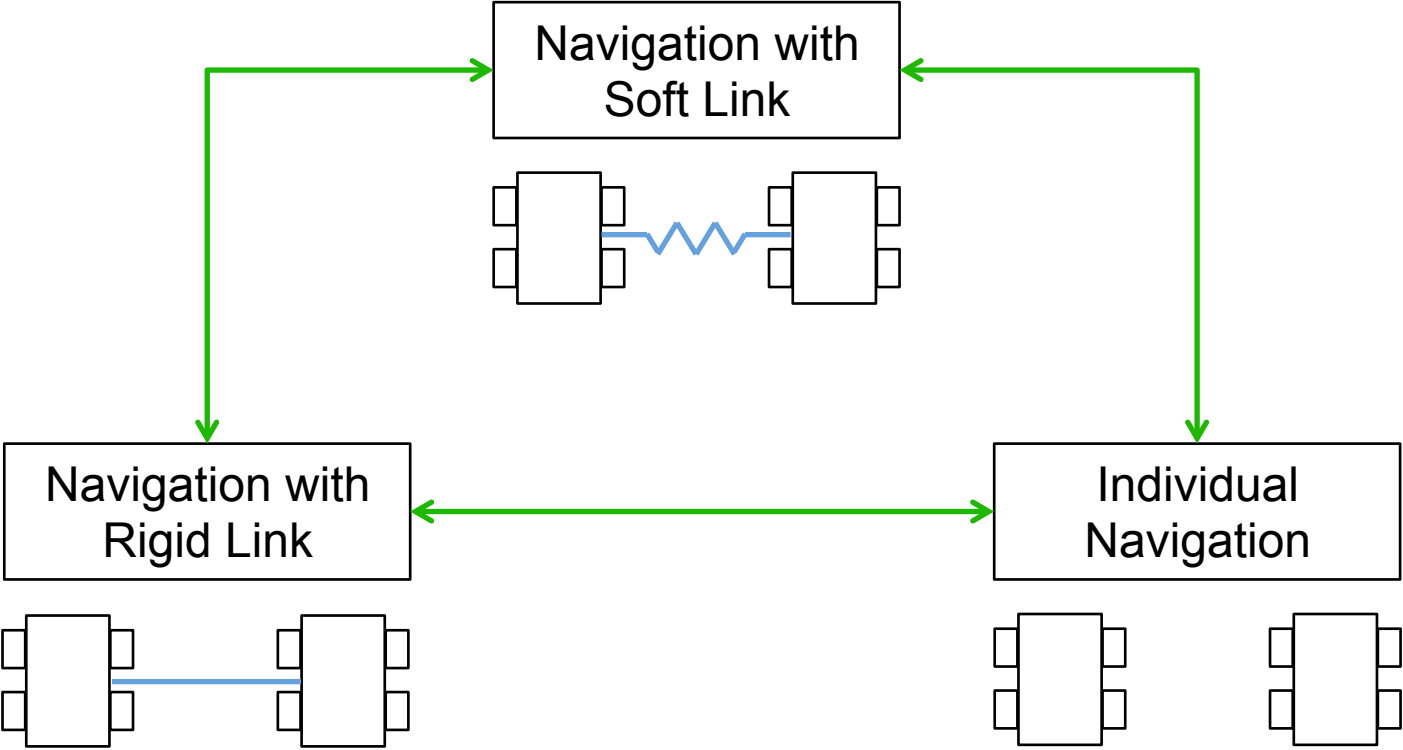 Navigation with
Soft Link
Navigation with
Rigid Link
Individual
Navigation